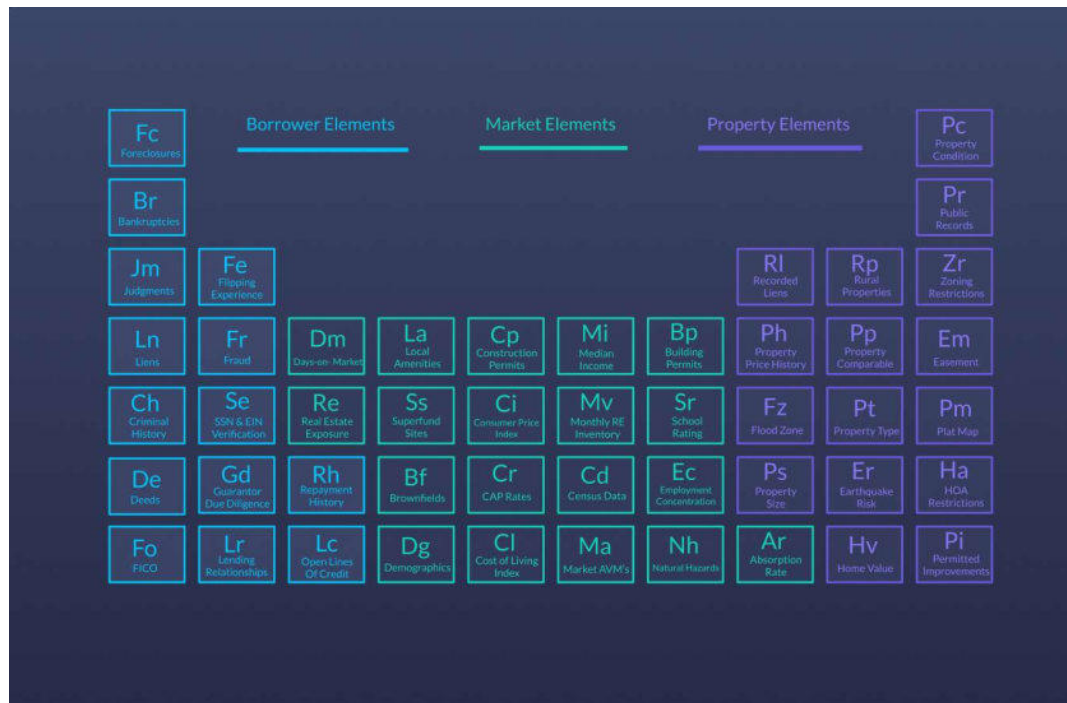 Borrower Elements
Market Elements
Property Elements
Fc
Foreclosures
Pc
Property
Condition
Br
Bankruptcies
Pr
Public
Records
Jm
Judgments
Fe
Flipping
Experience
Rl
Recorded
Liens
Rp
Rural
Properties
Zr
Zoning
Restrictions
Ln
Liens
Fr
Fraud
Dm
Days-on- Market
La
Local
Amenities
Cp
Construction
Permits
Mi
Median
Income
Bp
Building
Permits
Ph
Property
Price History
Pp
Property
Comparable
Em
Easement
Ch
Criminal
History
Se
SSN & EIN
Verification
Re
Real Estate
Exposure
Ss
Superfund
Sites
Ci
Consumer Price
Index
Mv
Monthly RE
Inventory
Sr
School
Rating
Fz
Flood Zone
Pt
Property Type
Pm
Plat Map
De
Deeds
Gd
Guarantor
Due Diligence
Rh
Repayment
History
Bf
Brownfields
Cr
CAP Rates
Cd
Census Data
Ec
Employment
Concentration
Ps
Property
Size
Er
Earthquake
Risk
Ha
HOA
Restrictions
Fo
FICO
Lr
Lending
Relationships
Lc
Open Lines
Of Credit
Dg
Demographics
Cl
Cost of Living
Index
Ma
Market AVM's
Nh
Natural Hazards
Ar
Absorption
Rate
Hv
Home Value
Pi
Permitted
Improvements